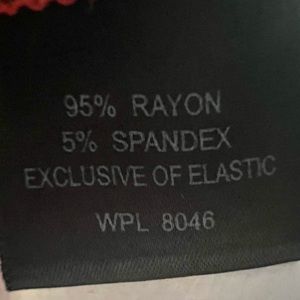 95% RAYON
5% SPANDEX
EXCLUSIVE OF ELASTIC
WPL 8046